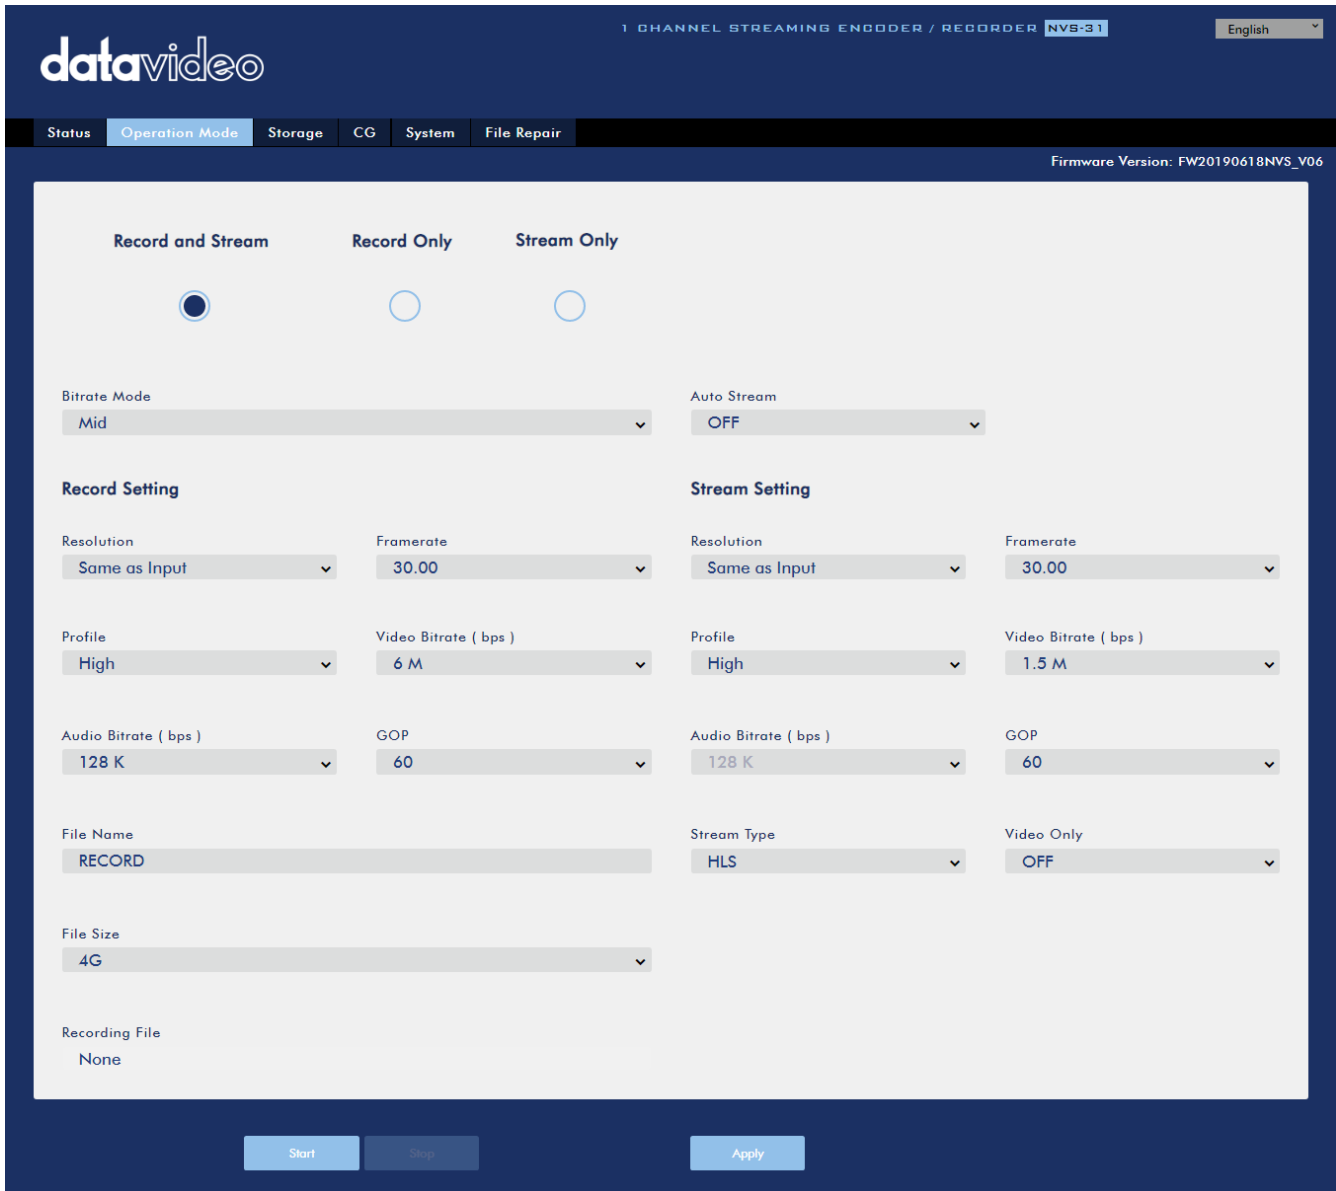 1 CHANNEL STREAMING ENCODER / RECORDER NVS-31
English
datavideo
Status Operation Mode Storage CG System File Repair
Firmware Version: FW20190618NVS_V06
Record and Stream Record Only Stream Only
Bitrate Mode Auto Stream
Mid OFF
Record Setting Stream Setting
Resolution Framerate Resolution Framerate
Same as Input 30.00 Same as Input 30.00
Profile Video Bitrate ( bps ) Profile Video Bitrate ( bps )
High 6 M High 1.5 M
Audio Bitrate ( bps ) GOP Audio Bitrate ( bps ) GOP
128 K 60 128 K 60
File Name Stream Type Video Only
RECORD HLS OFF
File Size
4G
Recording File
None
Start Stop Apply